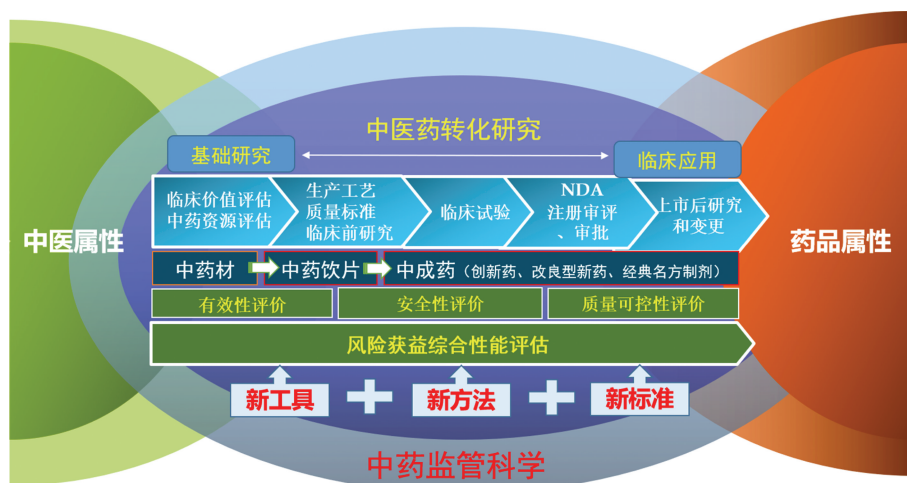 中医药转化研究
基础研究
临床应用
临床价值评估
中药资源评估
生产工艺
质量标准
临床前研究
临床试验
NDA
注册审评
、审批
上市后研究
和变更
中医属性
药品属性
中药材
中药饮片
中成药（创新药、改良型新药、经典名方制剂）
有效性评价
安全性评价
质量可控性评价
风险获益综合性能评估
新工具
新方法
新标准
中药监管科学